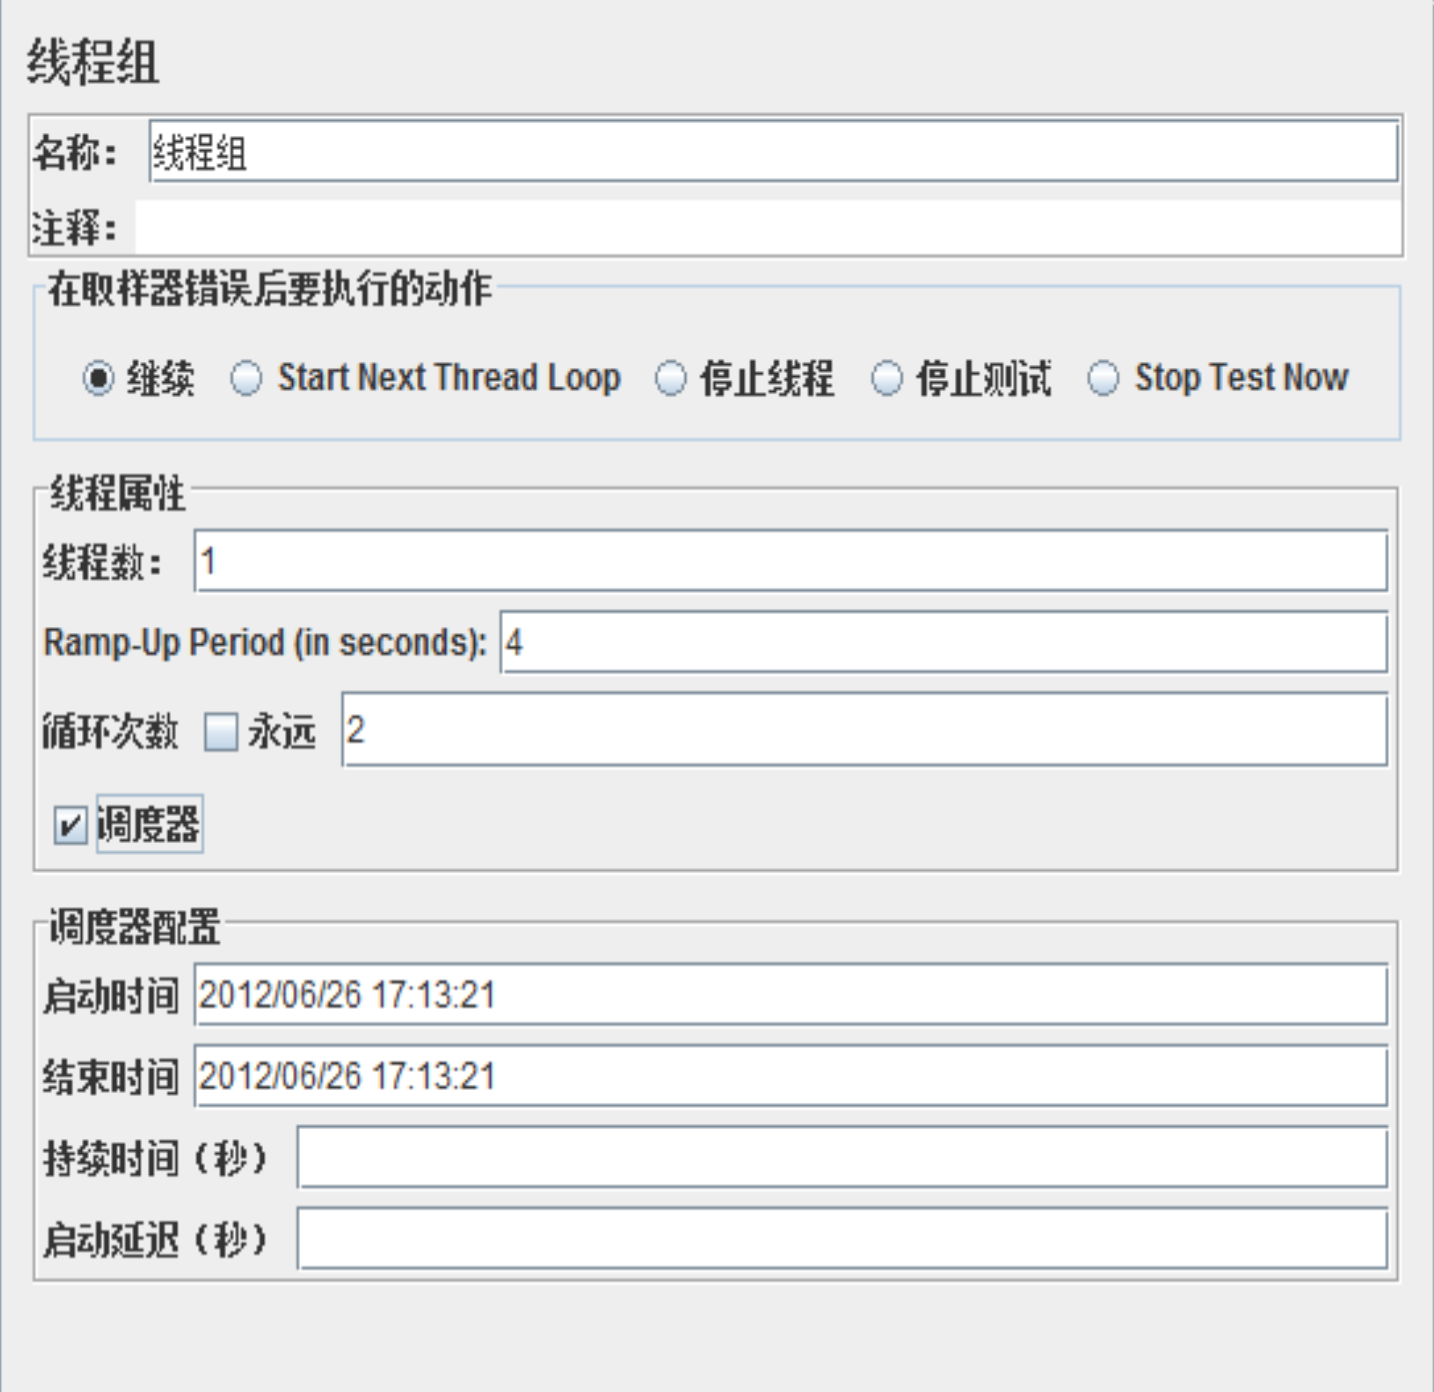 线程组
名称： 线程组
注释：
在取样器错误后要执行的动作
继续 Start Next Thread Loop 停止线程 停止测试 Stop Test Now
线程属性
线程数： 1
Ramp-Up Period (in seconds): 4
循环次数 永远 2
调度器
调度器配置
启动时间 2012/06/26 17:13:21
结束时间 2012/06/26 17:13:21
持续时间（秒）
启动延迟（秒）